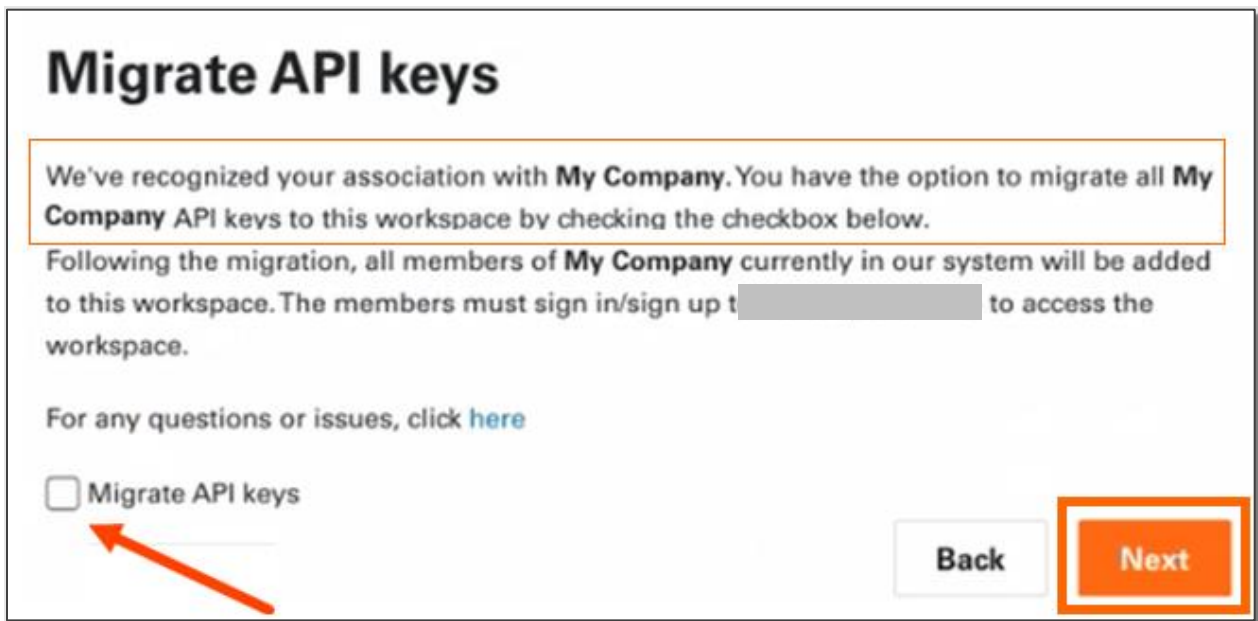 Migrate API keys
We've recognized your association with My Company. You have the option to migrate all My
Company API keys to this workspace by checking the checkbox below.
Following the migration, all members of My Company currently in our system will be added
to this workspace. The members must sign in/sign up t to access the
workspace.
For any questions or issues, click here
Migrate API keys
Back
Next